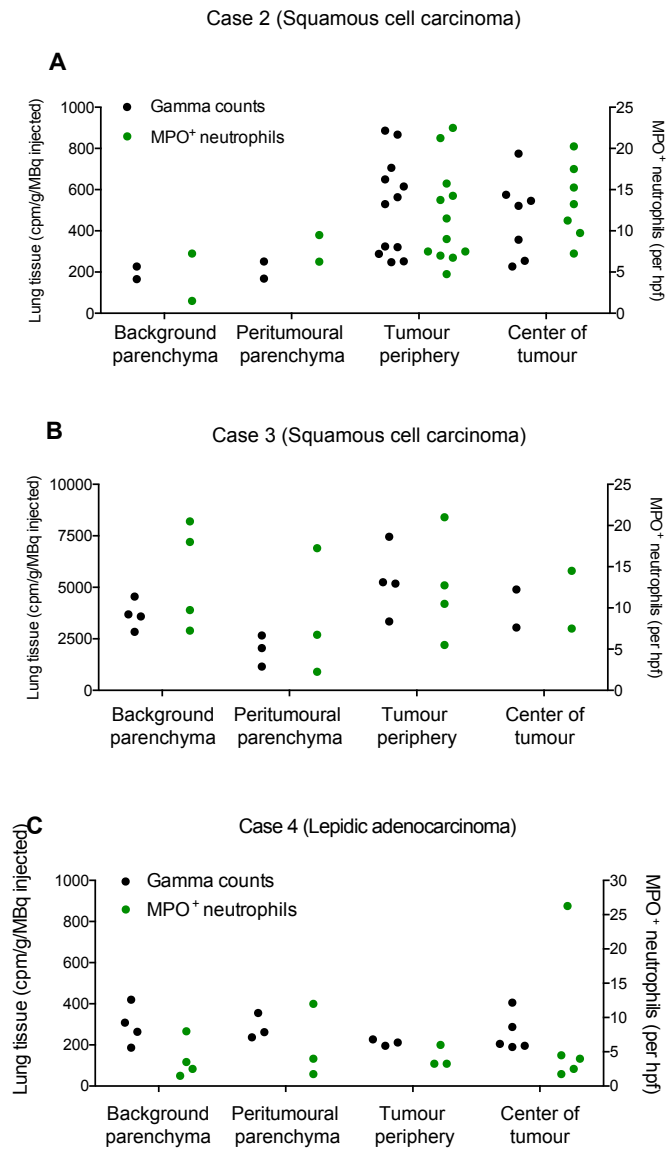 Case 2 (Squamous cell carcinoma)
A
Gamma counts
MPO+ neutrophils
Lung tissue (cpm/g/MBq injected)
1000
800
600
400
200
0
25
20
15
10
5
0
MPO+ neutrophils (per hpf)
Background parenchyma
Peritumoural parenchyma
Tumour periphery
Center of tumour
B
Case 3 (Squamous cell carcinoma)
Lung tissue (cpm/g/MBq injected)
10000
7500
5000
2500
0
25
20
15
10
5
0
MPO+ neutrophils (per hpf)
Background parenchyma
Peritumoural parenchyma
Tumour periphery
Center of tumour
C
Case 4 (Lepidic adenocarcinoma)
Gamma counts
MPO+ neutrophils
Lung tissue (cpm/g/MBq injected)
1000
800
600
400
200
0
30
25
20
15
10
5
0
MPO+ neutrophils (per hpf)
Background parenchyma
Peritumoural parenchyma
Tumour periphery
Center of tumour